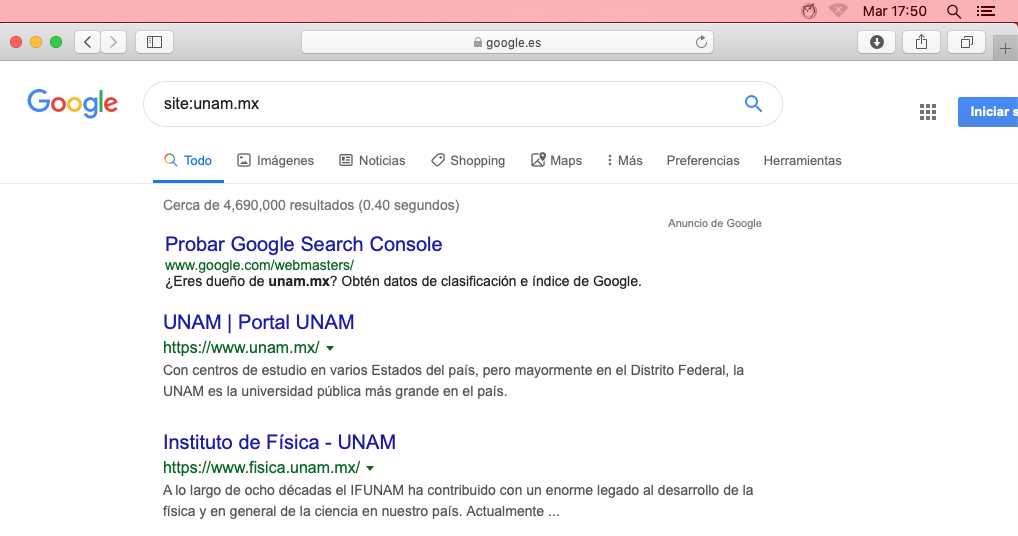 Mar 17:50
google.es
Google
site:unam.mx
Iniciar s
Todo
Imágenes
Noticias
Shopping
Maps
Más
Preferencias
Herramientas
Cerca de 4,690,000 resultados (0.40 segundos)
Anuncio de Google
Probar Google Search Console
www.google.com/webmasters/
¿Eres dueño de unam.mx? Obtén datos de clasificación e índice de Google.
UNAM | Portal UNAM
https://www.unam.mx/
Con centros de estudio en varios Estados del país, pero mayormente en el Distrito Federal, la
UNAM es la universidad pública más grande en el país.
Instituto de Física - UNAM
https://www.fisica.unam.mx/
A lo largo de ocho décadas el IFUNAM ha contribuido con un enorme legado al desarrollo de la
física y en general de la ciencia en nuestro país. Actualmente ...